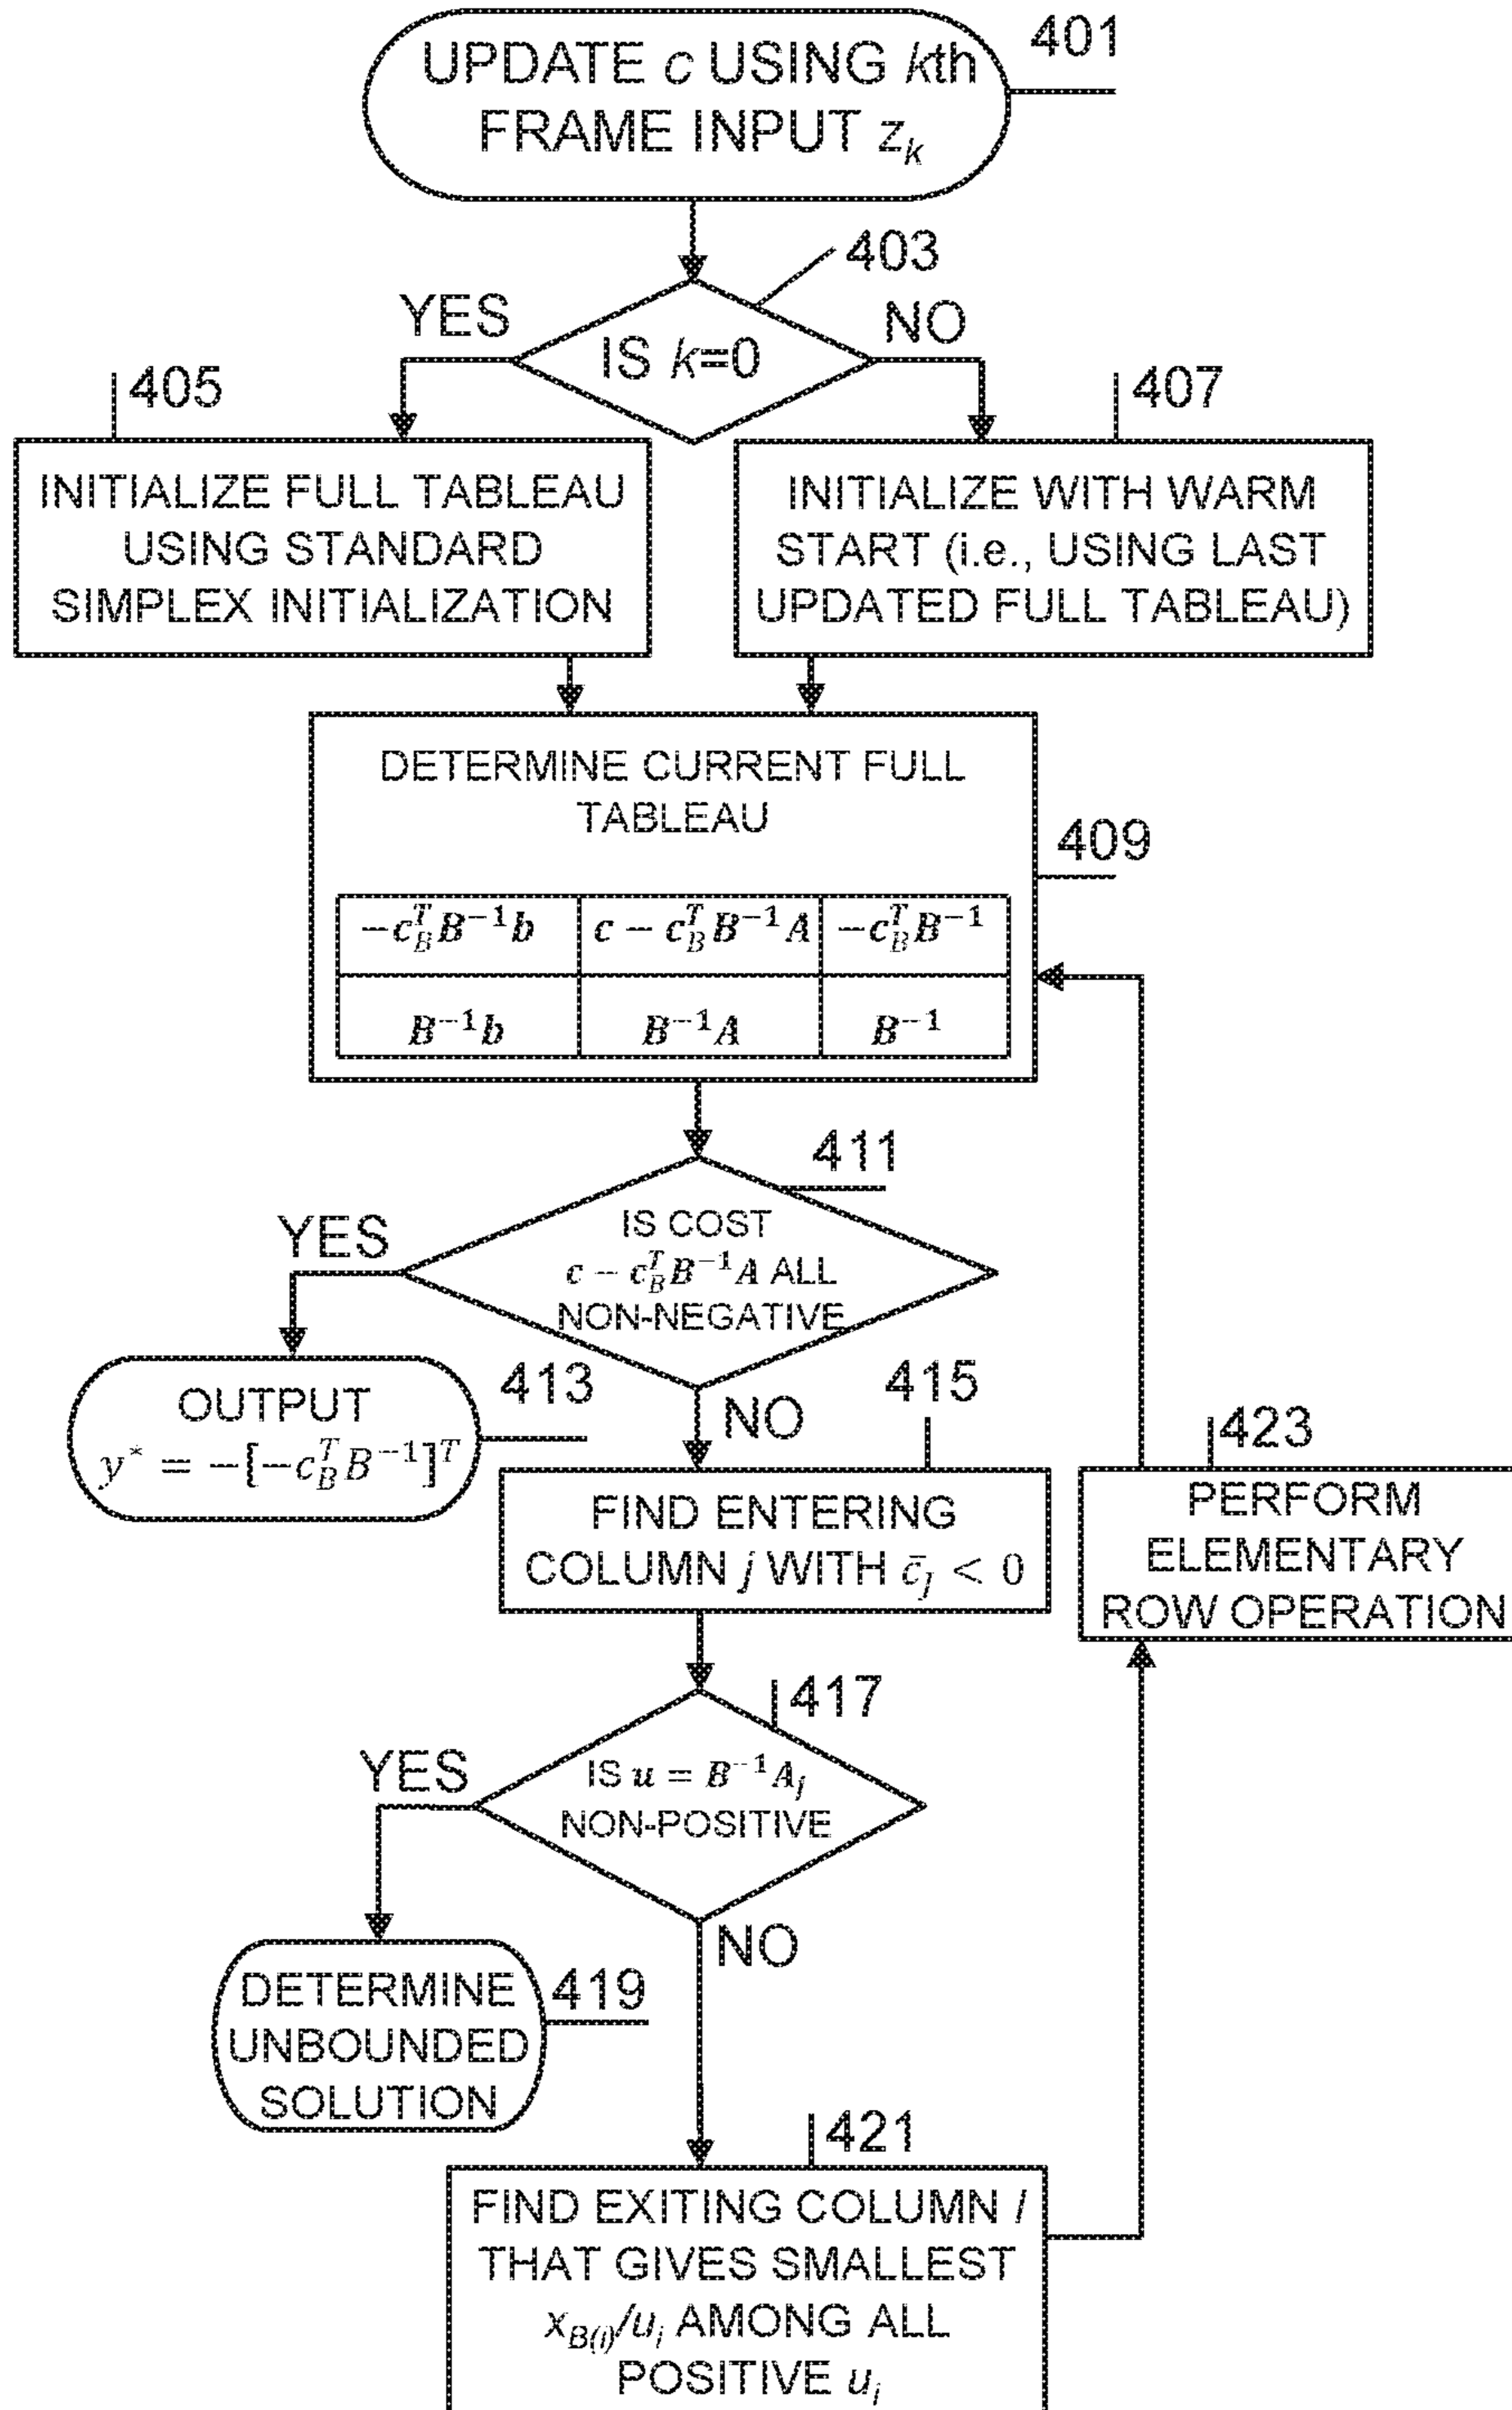 UPDATE c USING kth
FRAME INPUT z_k
401
403
YES
NO
IS k=0
405
407
INITIALIZE FULL TABLEAU
USING STANDARD
SIMPLEX INITIALIZATION
INITIALIZE WITH WARM
START (i.e., USING LAST
UPDATED FULL TABLEAU)
DETERMINE CURRENT FULL
TABLEAU
409
−c_B^T B^{−1}b c − c_B^T B^{−1}A −c_B^T B^{−1}
B^{−1}b B^{−1}A B^{−1}
411
YES
IS COST
c − c_B^T B^{−1}A ALL
NON-NEGATIVE
413
OUTPUT
y^* = −[−c_B^T B^{−1}]^T
NO
415
FIND ENTERING
COLUMN j WITH c̄_j < 0
423
PERFORM
ELEMENTARY
ROW OPERATION
417
YES
IS u = B^{−1}A_j
NON-POSITIVE
NO
419
DETERMINE
UNBOUNDED
SOLUTION
421
FIND EXITING COLUMN l
THAT GIVES SMALLEST
x_{B(i)}/u_i AMONG ALL
POSITIVE u_i